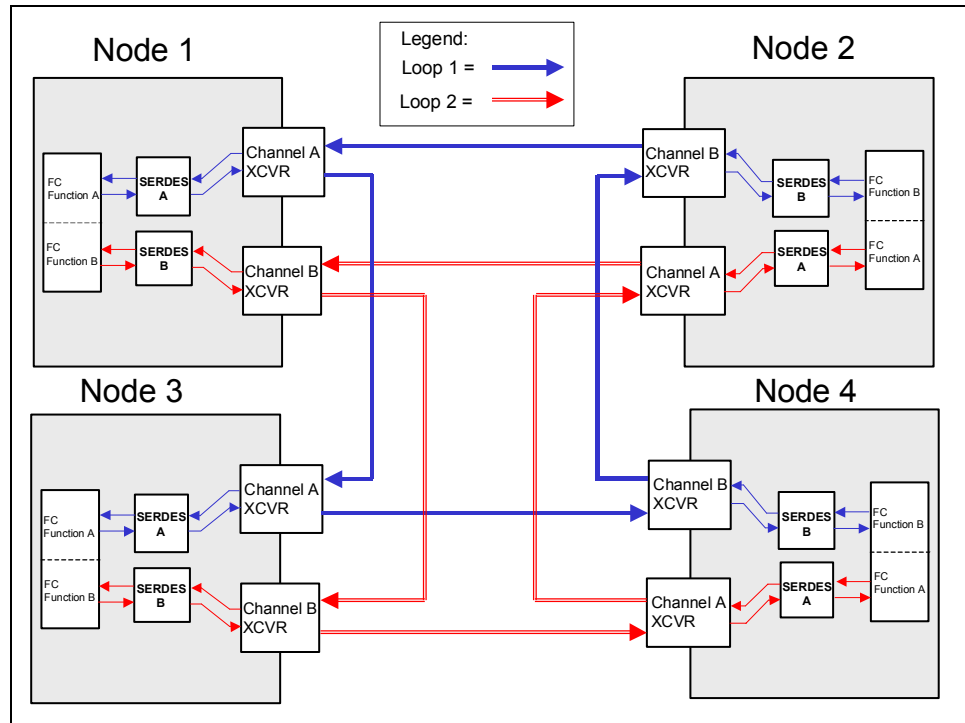 Node 1
Legend:
Loop 1 =
Loop 2 =
Node 2
Channel A
XCVR
SERDES
A
FC
Function A
FC
Function B
SERDES
B
Channel B
XCVR
Channel B
XCVR
SERDES
B
FC
Function B
Channel A
XCVR
SERDES
A
FC
Function A
Node 3
Channel A
XCVR
SERDES
A
FC
Function A
FC
Function B
SERDES
B
Channel B
XCVR
Node 4
Channel B
XCVR
SERDES
B
FC
Function B
Channel A
XCVR
SERDES
A
FC
Function A